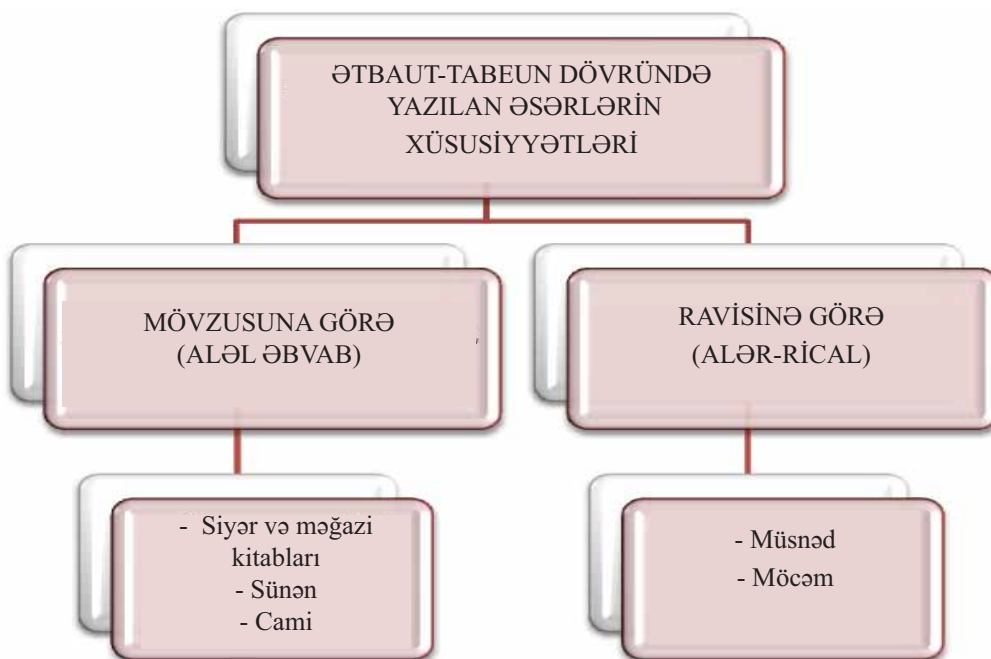 ƏTBAUT-TABEUN DÖVRÜNDƏ
YAZILAN ƏSƏRLƏRİN
XÜSUSİYYƏTLƏRİ
MÖVZUSUNA GÖRƏ
(ALƏL ƏBVAB)
RAVİSİNƏ GÖRƏ
(ALƏR-RİCAL)
- Siyər və məğazi
kitabları
- Sünən
- Cami
- Müsnəd
- Möcəm